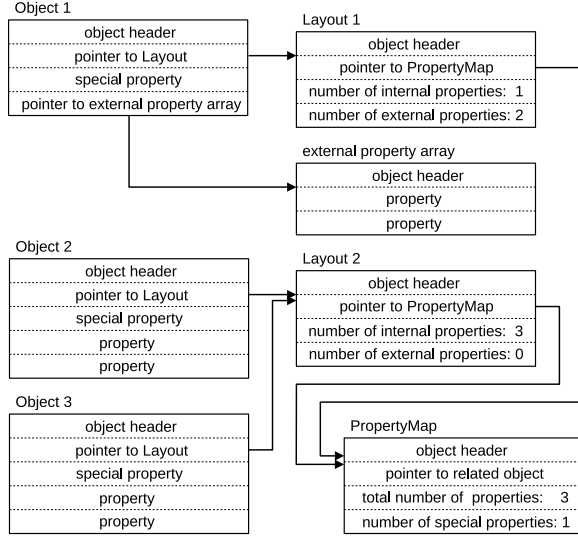 Object 1
object header
pointer to Layout
special property
pointer to external property array
Layout 1
object header
pointer to PropertyMap
number of internal properties: 1
number of external properties: 2
external property array
object header
property
property
Object 2
object header
pointer to Layout
special property
property
property
Layout 2
object header
pointer to PropertyMap
number of internal properties: 3
number of external properties: 0
Object 3
object header
pointer to Layout
special property
property
property
PropertyMap
object header
pointer to related object
total number of properties: 3
number of special properties: 1